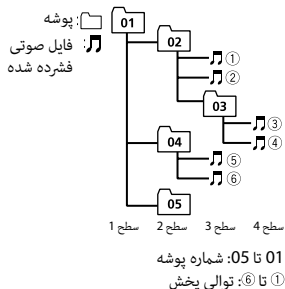 پوشه :
فایل صوتی :
فشرده شده
01
02
①
②
03
③
④
04
⑤
⑥
05
سطح 1 سطح 2 سطح 3 سطح 4
01 تا 05: شماره پوشه
① تا ⑥: توالی پخش